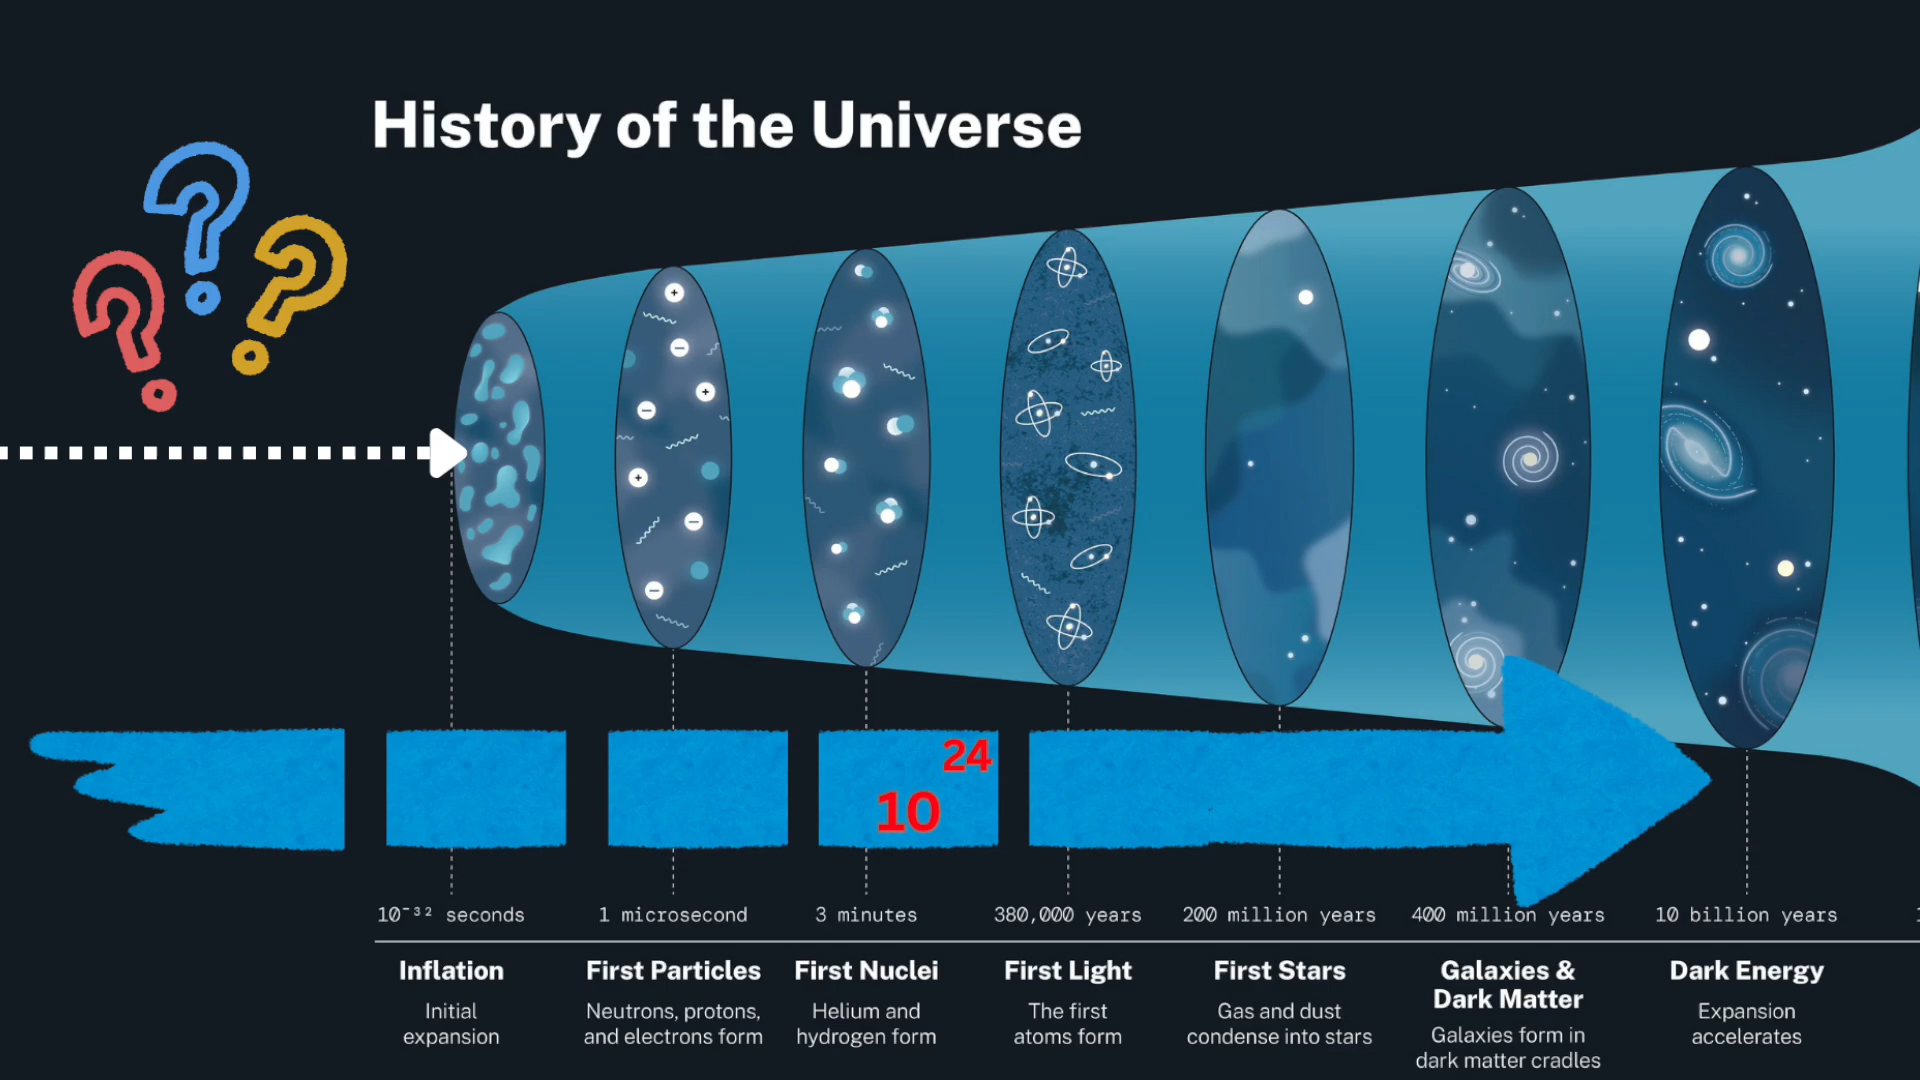 History of the Universe
? ? ?
24
10
10⁻³² seconds
1 microsecond
3 minutes
380,000 years
200 million years
400 million years
10 billion years
Inflation
Initial
expansion
First Particles
Neutrons, protons,
and electrons form
First Nuclei
Helium and
hydrogen form
First Light
The first
atoms form
First Stars
Gas and dust
condense into stars
Galaxies &
Dark Matter
Galaxies form in
dark matter cradles
Dark Energy
Expansion
accelerates